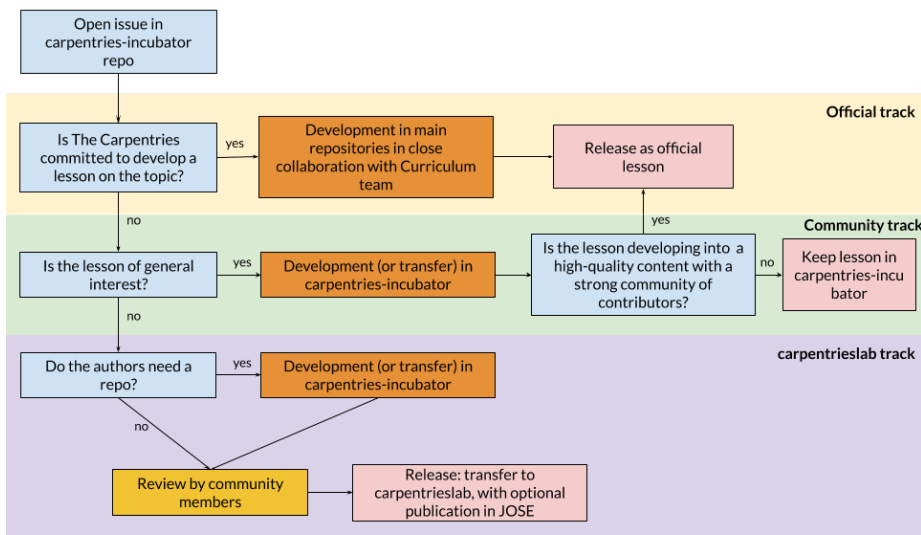 Open issue in
carpentries-incubator
repo
Official track
Is The Carpentries
committed to develop a
lesson on the topic?
yes
Development in main
repositories in close
collaboration with Curriculum
team
Release as official
lesson
no
yes
Community track
Is the lesson of general
interest?
yes
Development (or transfer) in
carpentries-incubator
Is the lesson developing into a
high-quality content with a
strong community of
contributors?
no
Keep lesson in
carpentries-incu
bator
no
carpentrieslab track
Do the authors need a
repo?
yes
Development (or transfer) in
carpentries-incubator
no
Review by community
members
Release: transfer to
carpentrieslab, with optional
publication in JOSE